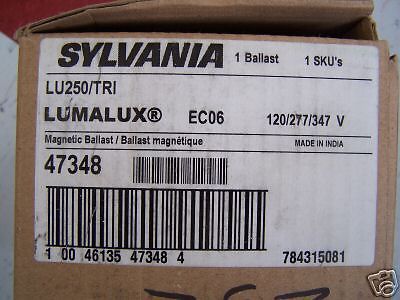 SYLVANIA 1 Ballast 1 SKU's
LU250/TRI
LUMALUX® EC06 120/277/347 V
Magnetic Ballast / Ballast magnétique MADE IN INDIA
47348
1 00 46135 47348 4 784315081